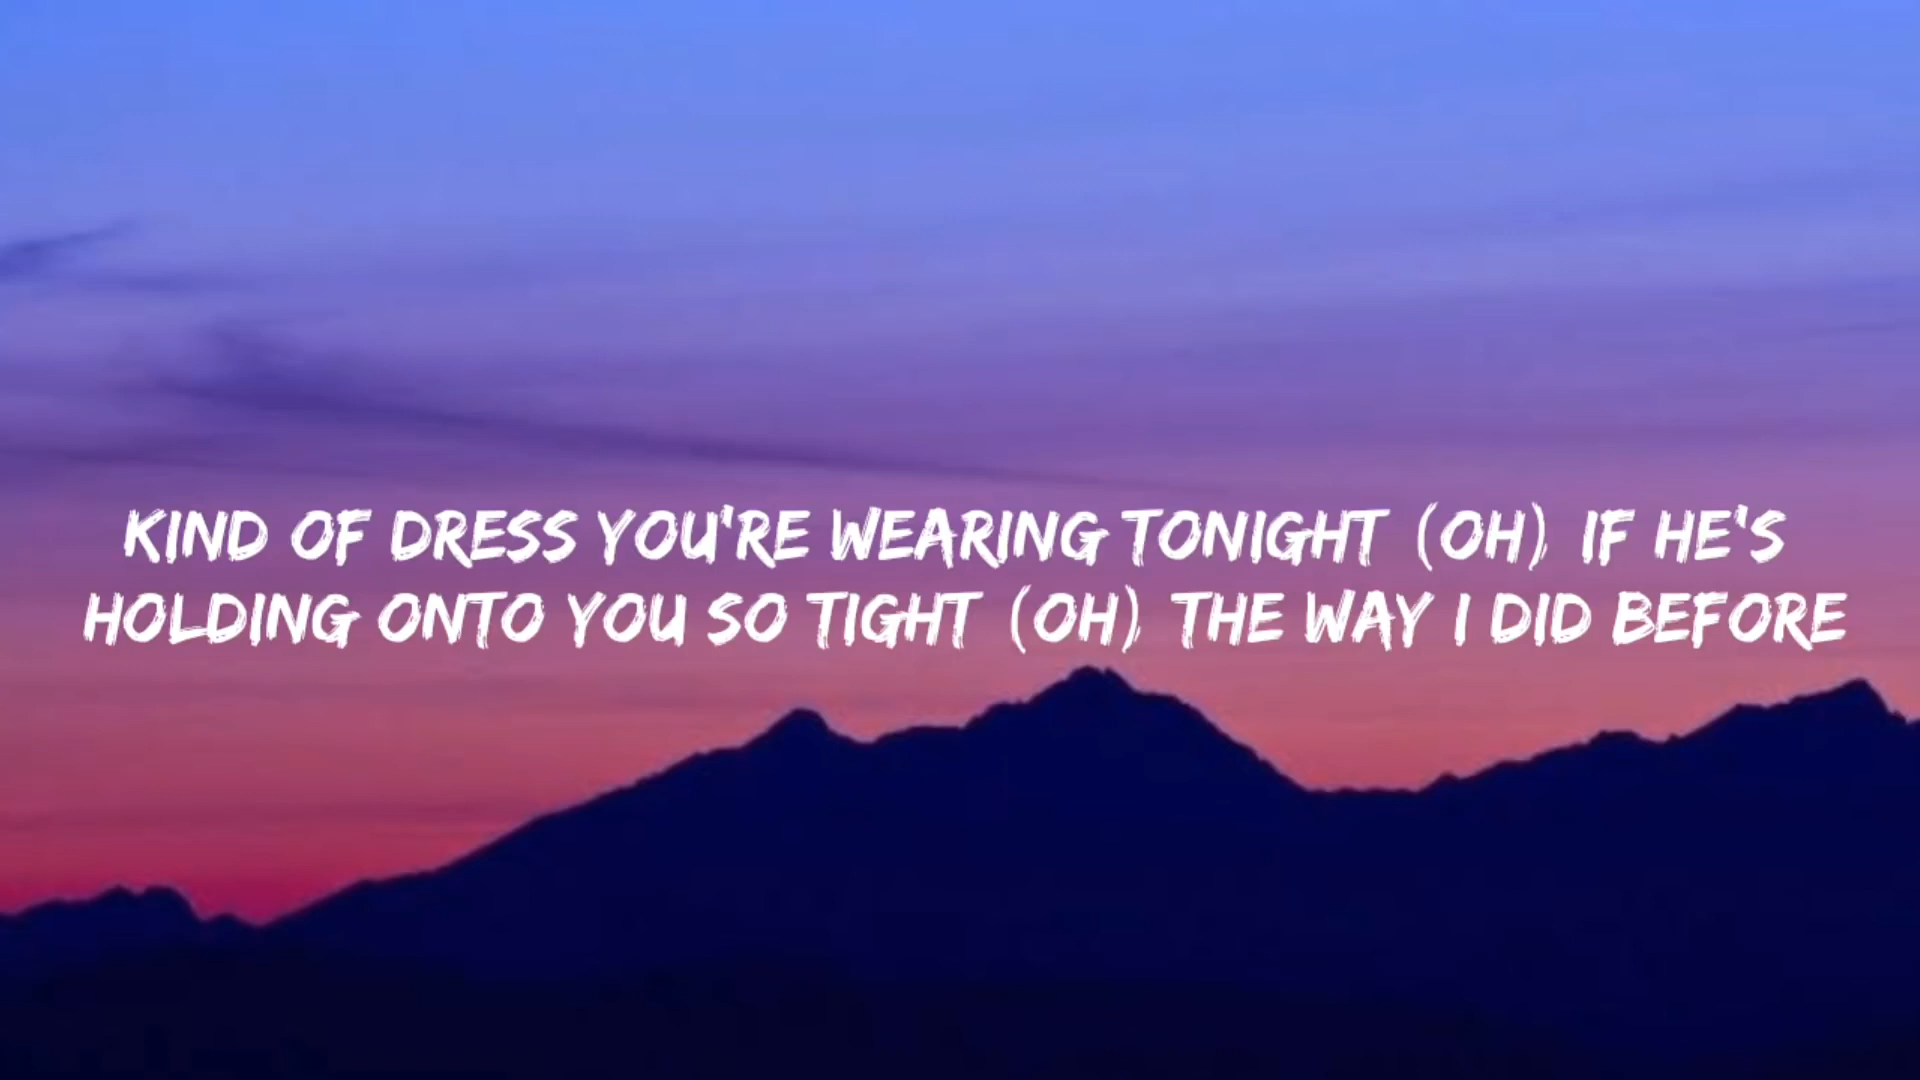 KIND OF DRESS YOU'RE WEARING TONIGHT (OH) IF HE'S
HOLDING ONTO YOU SO TIGHT (OH) THE WAY I DID BEFORE